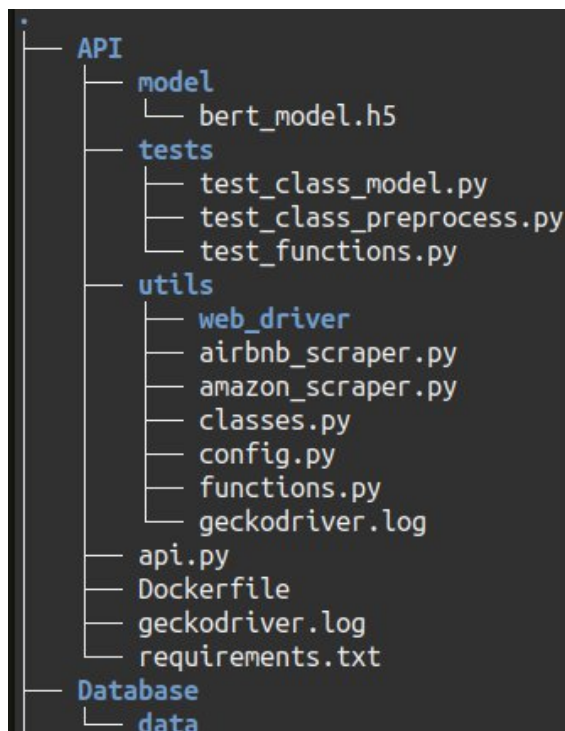 .
API
model
bert_model.h5
tests
test_class_model.py
test_class_preprocess.py
test_functions.py
utils
web_driver
airbnb_scraper.py
amazon_scraper.py
classes.py
config.py
functions.py
geckodriver.log
api.py
Dockerfile
geckodriver.log
requirements.txt
Database
data